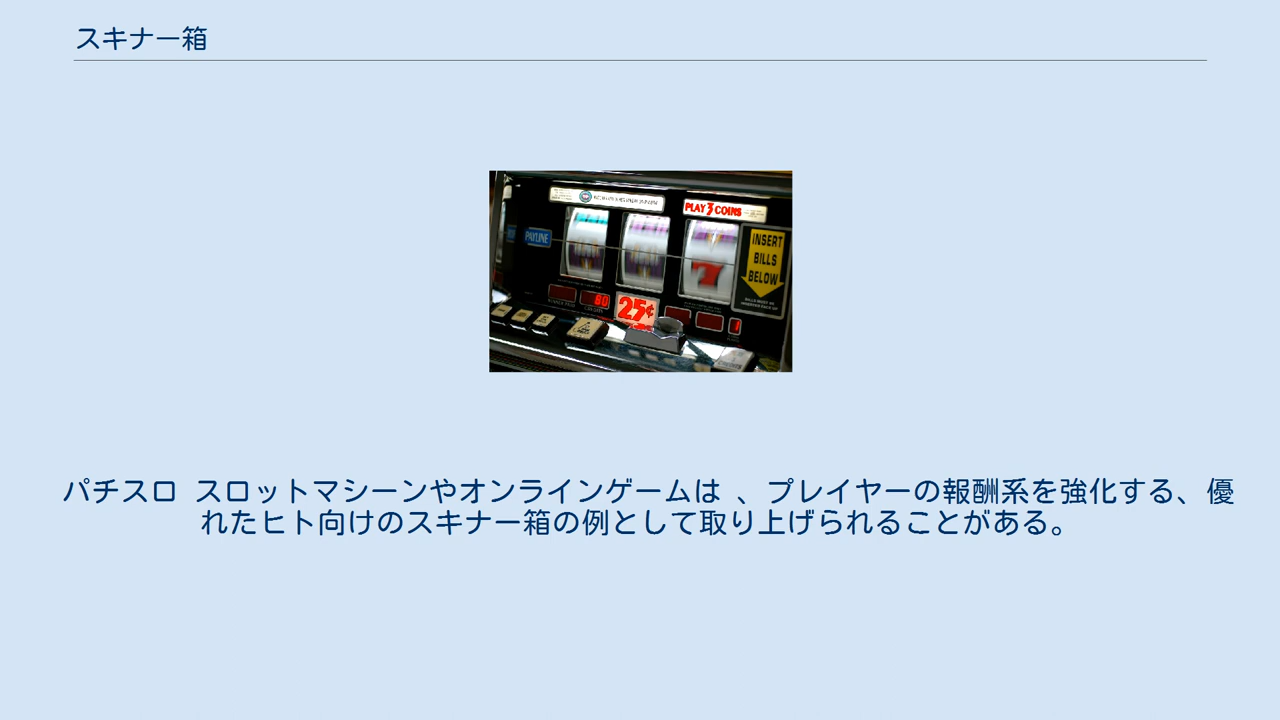 スキナー箱
PLAY 3 COINS
PAYLINE
INSERT
BILLS
BELOW
80
25¢
1
パチスロ スロットマシーンやオンラインゲームは 、プレイヤーの報酬系を強化する、優
れたヒト向けのスキナー箱の例として取り上げられることがある。